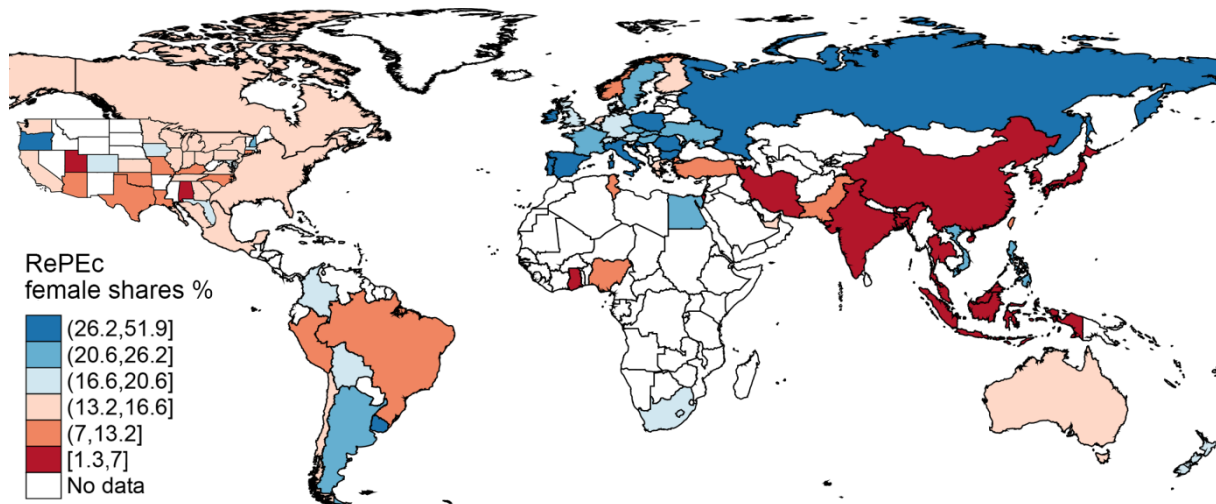 RePEc
female shares %
(26.2,51.9]
(20.6,26.2]
(16.6,20.6]
(13.2,16.6]
(7,13.2]
[1.3,7]
No data